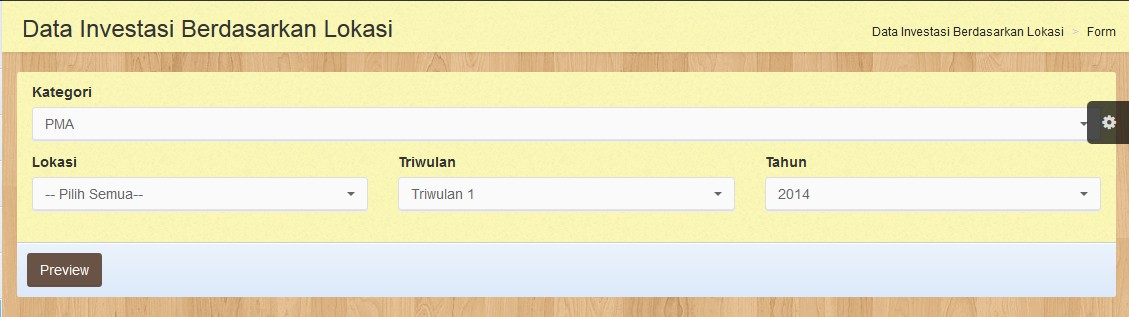 Data Investasi Berdasarkan Lokasi
Data Investasi Berdasarkan Lokasi > Form
Kategori
PMA
Lokasi Triwulan Tahun
-- Pilih Semua-- Triwulan 1 2014
Preview